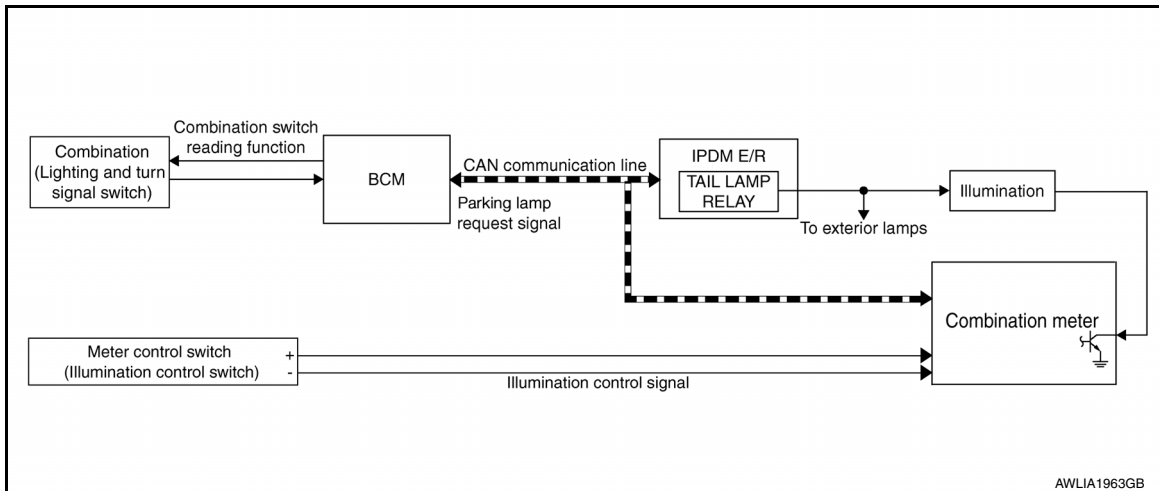 Combination switch
reading function
Combination
(Lighting and turn
signal switch)
BCM
CAN communication line
Parking lamp
request signal
IPDM E/R
TAIL LAMP
RELAY
To exterior lamps
Illumination
Combination meter
Meter control switch
(Illumination control switch)
+
-
Illumination control signal
AWLIA1963GB